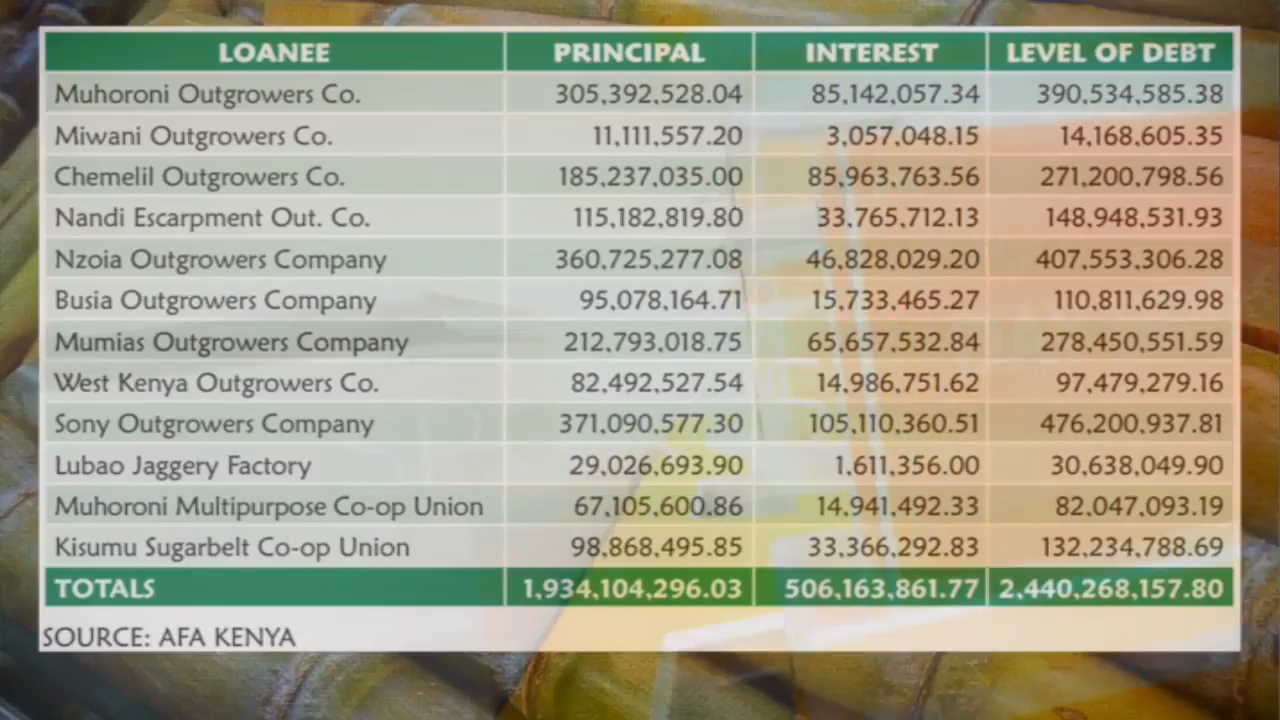 LOANEE PRINCIPAL INTEREST LEVEL OF DEBT
Muhoroni Outgrowers Co. 305,392,528.04 85,142,057.34 390,534,585.38
Miwani Outgrowers Co. 11,111,557.20 3,057,048.15 14,168,605.35
Chemelil Outgrowers Co. 185,237,035.00 85,963,763.56 271,200,798.56
Nandi Escarpment Out. Co. 115,182,819.80 33,765,712.13 148,948,531.93
Nzoia Outgrowers Company 360,725,277.08 46,828,029.20 407,553,306.28
Busia Outgrowers Company 95,078,164.71 15,733,465.27 110,811,629.98
Mumias Outgrowers Company 212,793,018.75 65,657,532.84 278,450,551.59
West Kenya Outgrowers Co. 82,492,527.54 14,986,751.62 97,479,279.16
Sony Outgrowers Company 371,090,577.30 105,110,360.51 476,200,937.81
Lubao Jaggery Factory 29,026,693.90 1,611,356.00 30,638,049.90
Muhoroni Multipurpose Co-op Union 67,105,600.86 14,941,492.33 82,047,093.19
Kisumu Sugarbelt Co-op Union 98,868,495.85 33,366,292.83 132,234,788.69
TOTALS 1,934,104,296.03 506,163,861.77 2,440,268,157.80
SOURCE: AFA KENYA